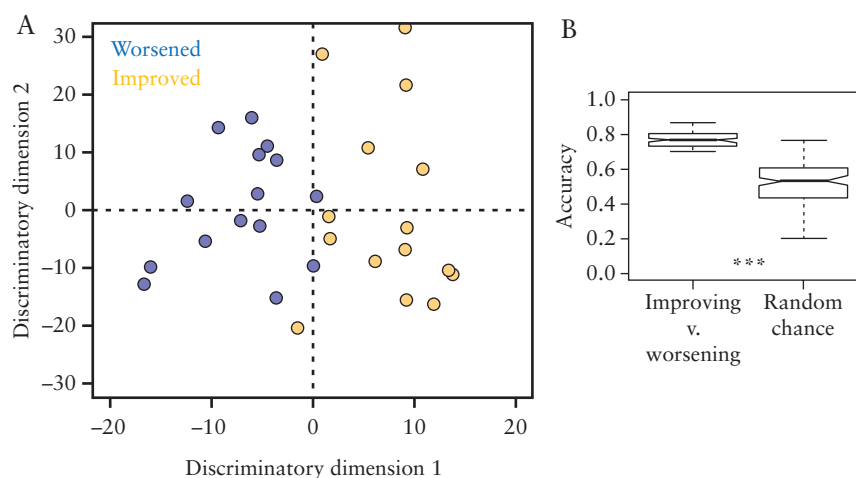 A
Worsened
Improved
30
20
10
0
−10
−20
−30
Discriminatory dimension 2
−20
−10
0
10
20
Discriminatory dimension 1
B
1.0
0.8
0.6
0.4
0.2
0.0
Accuracy
***
Improving
v.
worsening
Random
chance